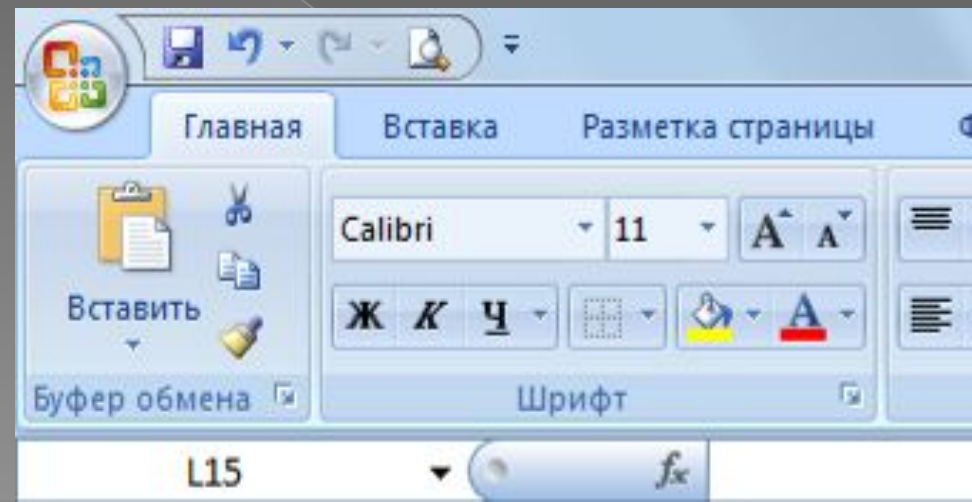 Главная Вставка Разметка страницы Ф
Calibri 11 A A
Вставить Ж К Ч A
Буфер обмена Шрифт
L15 fx